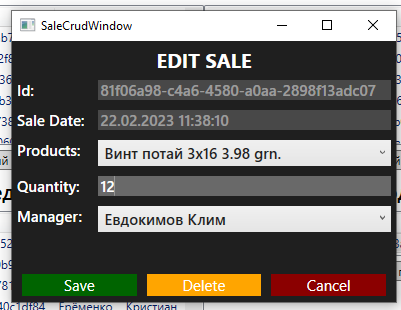 SaleCrudWindow
EDIT SALE
Id: 81f06a98-c4a6-4580-a0aa-2898f13adc07
Sale Date: 22.02.2023 11:38:10
Products: Винт потай 3x16 3.98 grn.
Quantity: 12
Manager: Евдокимов Клим
Save Delete Cancel
40c1df84 Ерёменко Кристиан